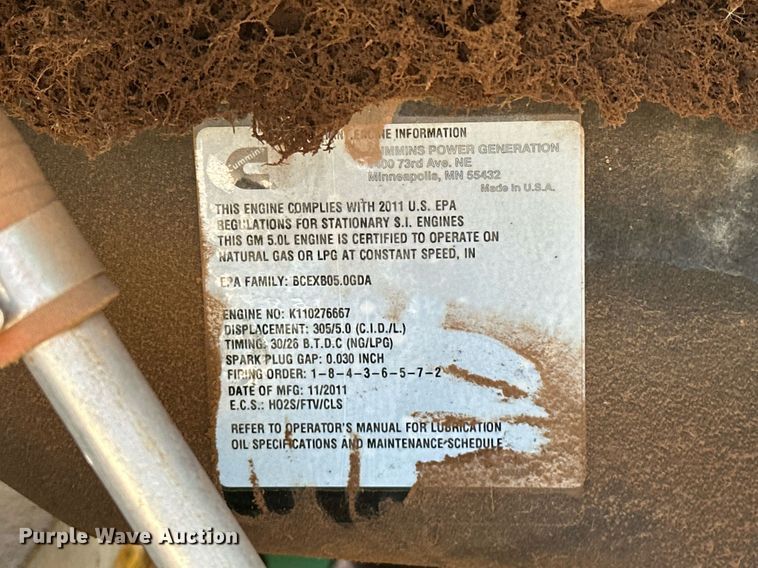 INFORMATION
CUMMINS POWER GENERATION
73rd Ave. NE
Minneapolis, MN 55432
Made in U.S.A.
Cummins
THIS ENGINE COMPLIES WITH 2011 U.S. EPA
REGULATIONS FOR STATIONARY S.I. ENGINES
THIS GM 5.0L ENGINE IS CERTIFIED TO OPERATE ON
NATURAL GAS OR LPG AT CONSTANT SPEED, IN
EPA FAMILY: BCEXB05.0GDA
ENGINE NO: K110276667
DISPLACEMENT: 305/5.0 (C.I.D./L.)
TIMING: 30/26 B.T.D.C (NG/LPG)
SPARK PLUG GAP: 0.030 INCH
FIRING ORDER: 1-8-4-3-6-5-7-2
DATE OF MFG: 11/2011
E.C.S.: HO2S/FTV/CLS
REFER TO OPERATOR'S MANUAL FOR LUBRICATION
OIL SPECIFICATIONS AND MAINTENANCE SCHEDULE
Purple Wave Auction